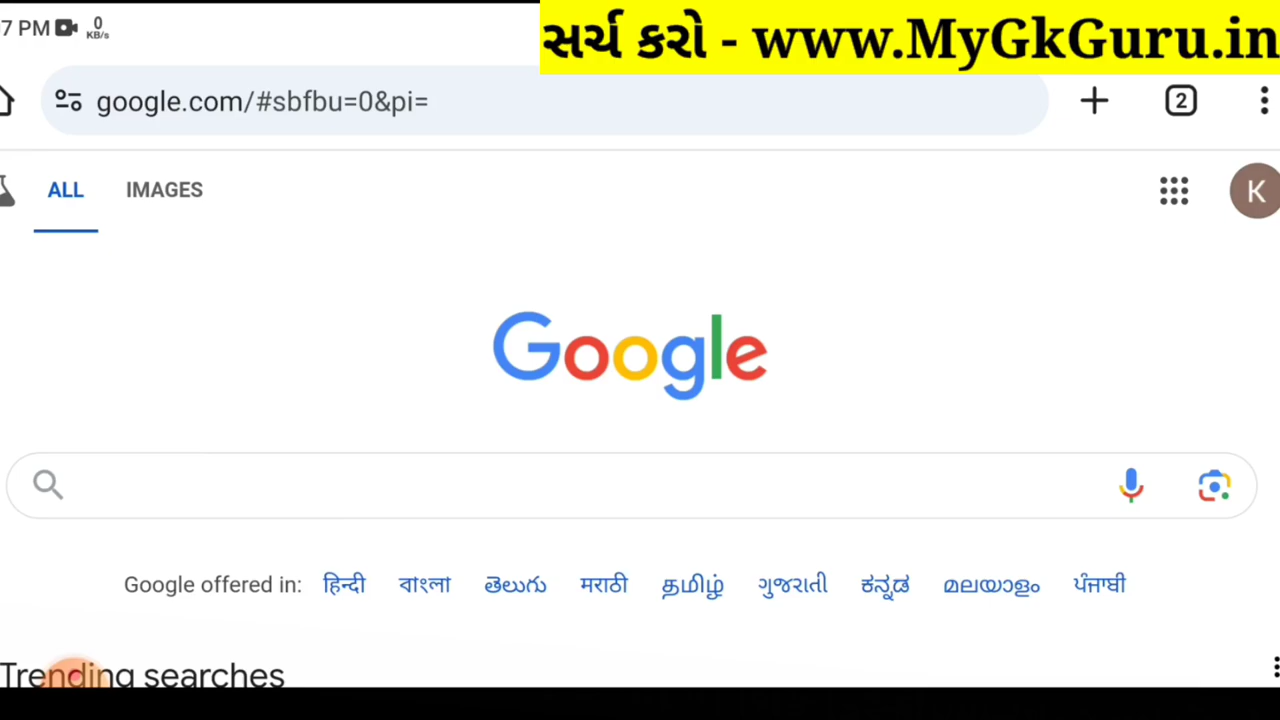 7 PM 0 KB/s
સર્ચ કરો - www.MyGkGuru.in
google.com/#sbfbu=0&pi=
2
ALL IMAGES
K
Google
Google offered in: हिन्दी বাংলা తెలుగు मराठी தமிழ் ગુજરાતી ಕನ್ನಡ മലയാളം ਪੰਜਾਬੀ
Trending searches